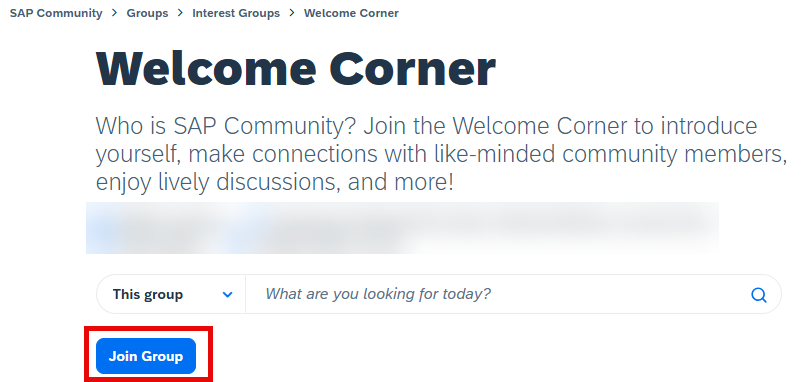 SAP Community > Groups > Interest Groups > Welcome Corner
Welcome Corner
Who is SAP Community? Join the Welcome Corner to introduce
yourself, make connections with like-minded community members,
enjoy lively discussions, and more!
This group What are you looking for today?
Join Group